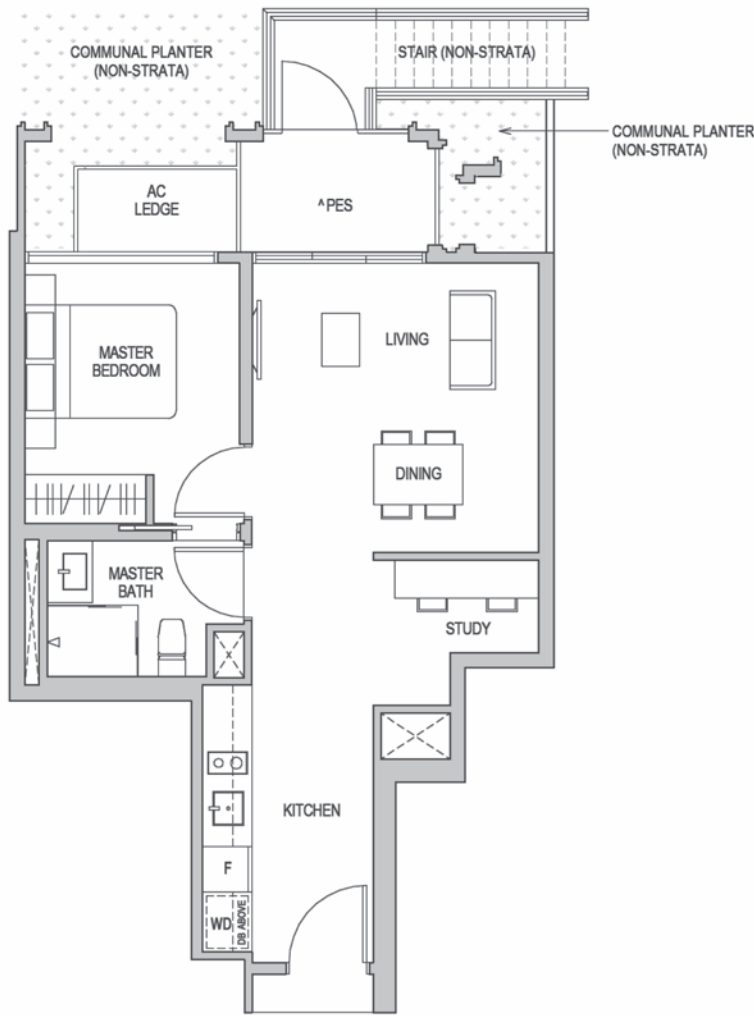 COMMUNAL PLANTER
(NON-STRATA)
STAIR (NON-STRATA)
COMMUNAL PLANTER
(NON-STRATA)
AC
LEDGE
^ PES
LIVING
MASTER
BEDROOM
DINING
MASTER
BATH
STUDY
X
KITCHEN
F
WD
DB ABOVE